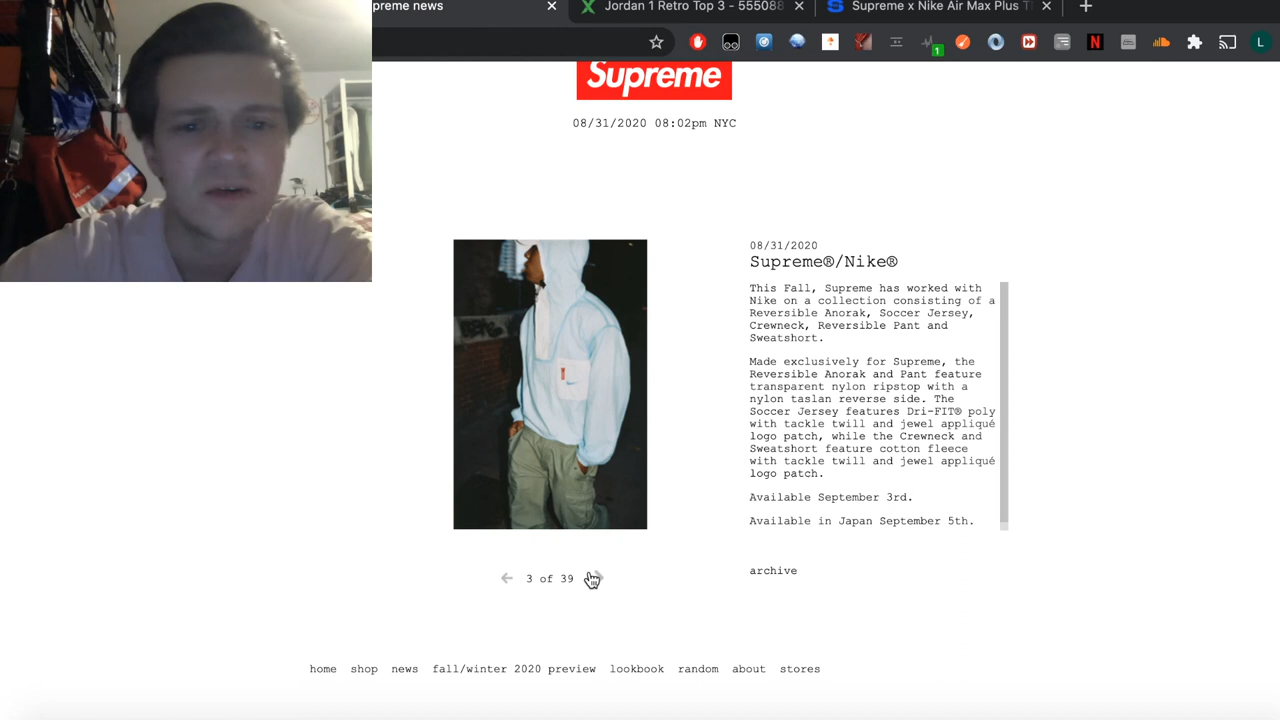 preme news
Jordan 1 Retro Top 3 - 555088
Supreme x Nike Air Max Plus T
1
L
Supreme
08/31/2020 08:02pm NYC
08/31/2020
Supreme®/Nike®
This Fall, Supreme has worked with
Nike on a collection consisting of a
Reversible Anorak, Soccer Jersey,
Crewneck, Reversible Pant and
Sweatshort.
Made exclusively for Supreme, the
Reversible Anorak and Pant feature
transparent nylon ripstop with a
nylon taslan reverse side. The
Soccer Jersey features Dri-FIT® poly
with tackle twill and jewel appliqué
logo patch, while the Crewneck and
Sweatshort feature cotton fleece
with tackle twill and jewel appliqué
logo patch.
Available September 3rd.
Available in Japan September 5th.
3 of 39
archive
home shop news fall/winter 2020 preview lookbook random about stores